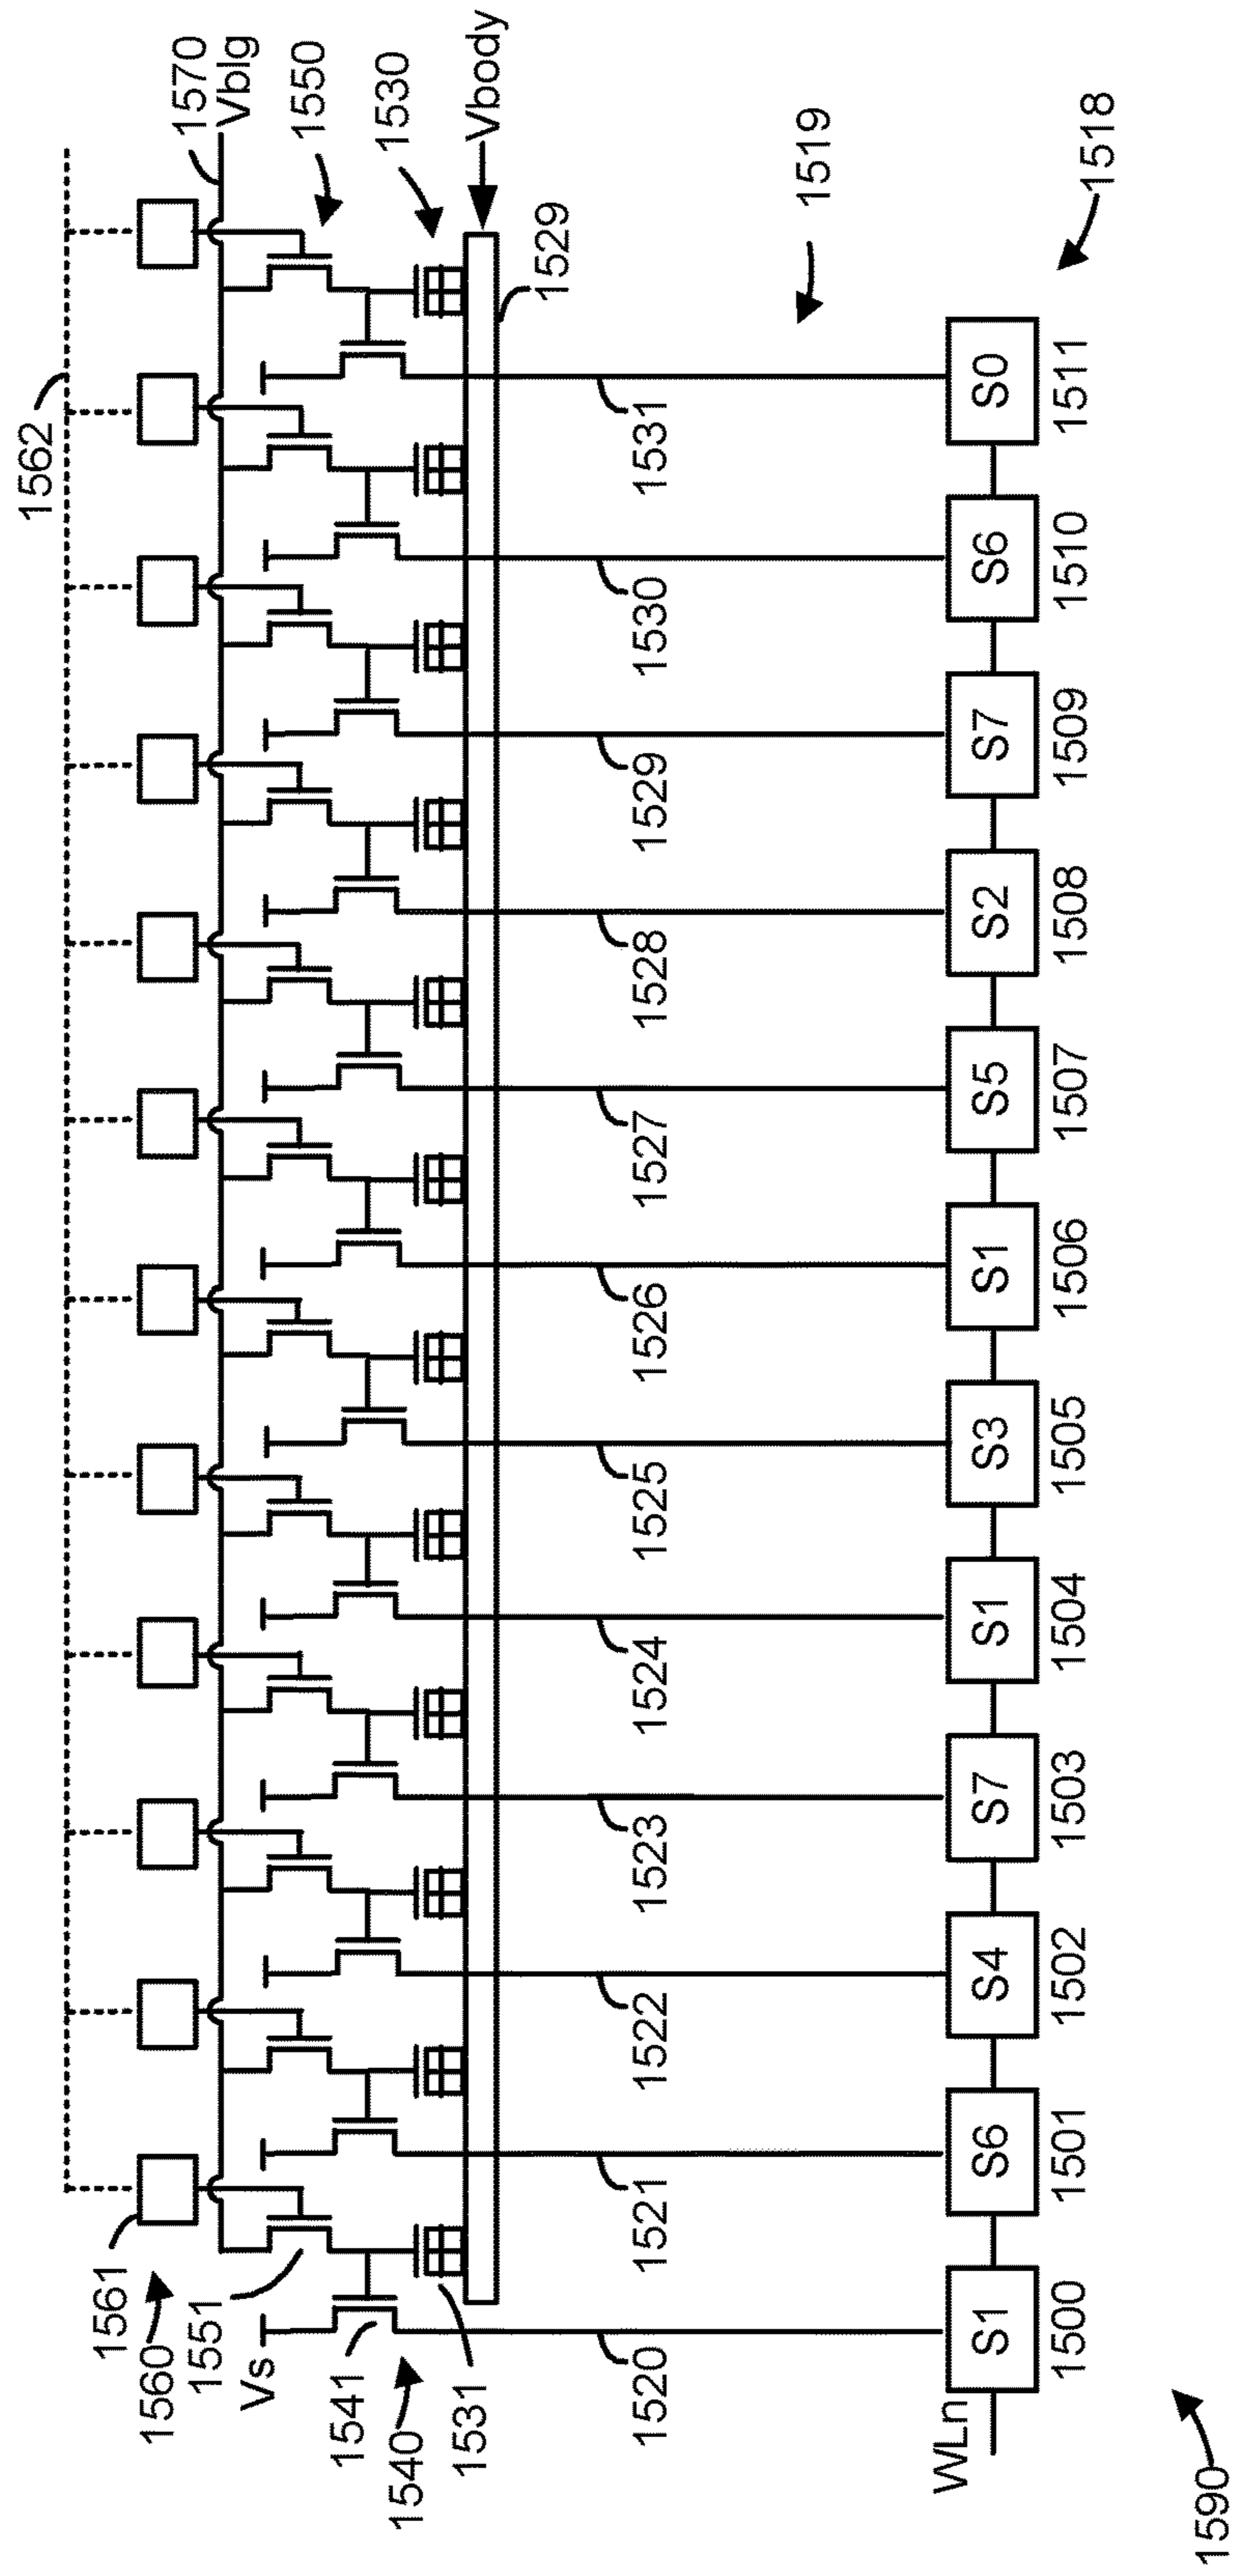 1562
1561
1560
1551
1570
Vs
Vblg
1550
1541
1530
1540
1531
Vbody
1529
1520 1521 1522 1523 1524 1525 1526 1527 1528 1529 1530 1531
1519
WLn
S1 S6 S4 S7 S1 S3 S1 S5 S2 S7 S6 S0
1500 1501 1502 1503 1504 1505 1506 1507 1508 1509 1510 1511
1518
1590